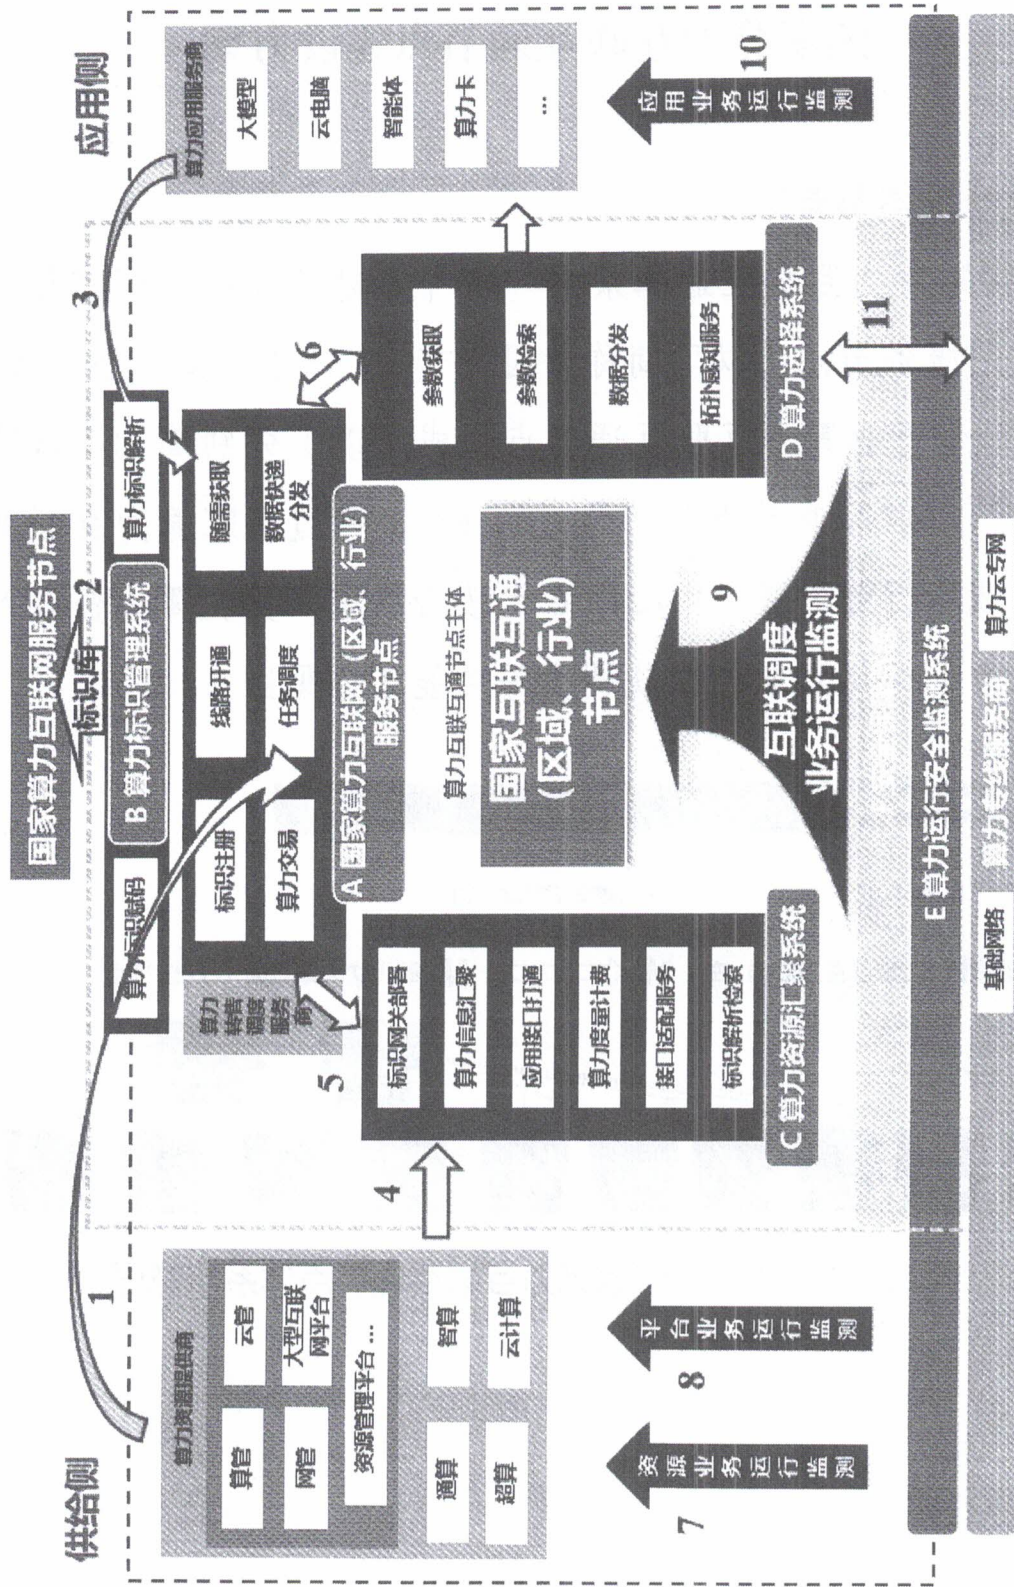 国家算力互联网服务节点
供给侧
应用侧
标识库
1
2
3
算力标识赋码
B 算力标识管理系统
算力标识解析
算力资源提供商
算管
云管
网管
大型互联
网平台
资源管理平台...
通算
智算
超算
云计算
算力
转售
调度
服务
商
标识注册
线路开通
随需获取
算力交易
任务调度
数据快递
分发
A 国家算力互联网（区域、行业）
服务节点
算力应用服务商
大模型
云电脑
智能体
算力卡
...
4
5
6
标识网关部署
算力信息汇聚
应用接口打通
算力度量计费
接口适配服务
标识解析检索
C 算力资源汇聚系统
算力互联互通节点主体
国家互联互通
(区域、行业)
节点
参数获取
参数检索
数据分发
拓扑感知服务
D 算力选择系统
7
资源业务运行监测
8
平台业务运行监测
9
互联调度
业务运行监测
10
应用业务运行监测
11
E 算力运行安全监测系统
基础网络
算力专线服务商
算力云专网